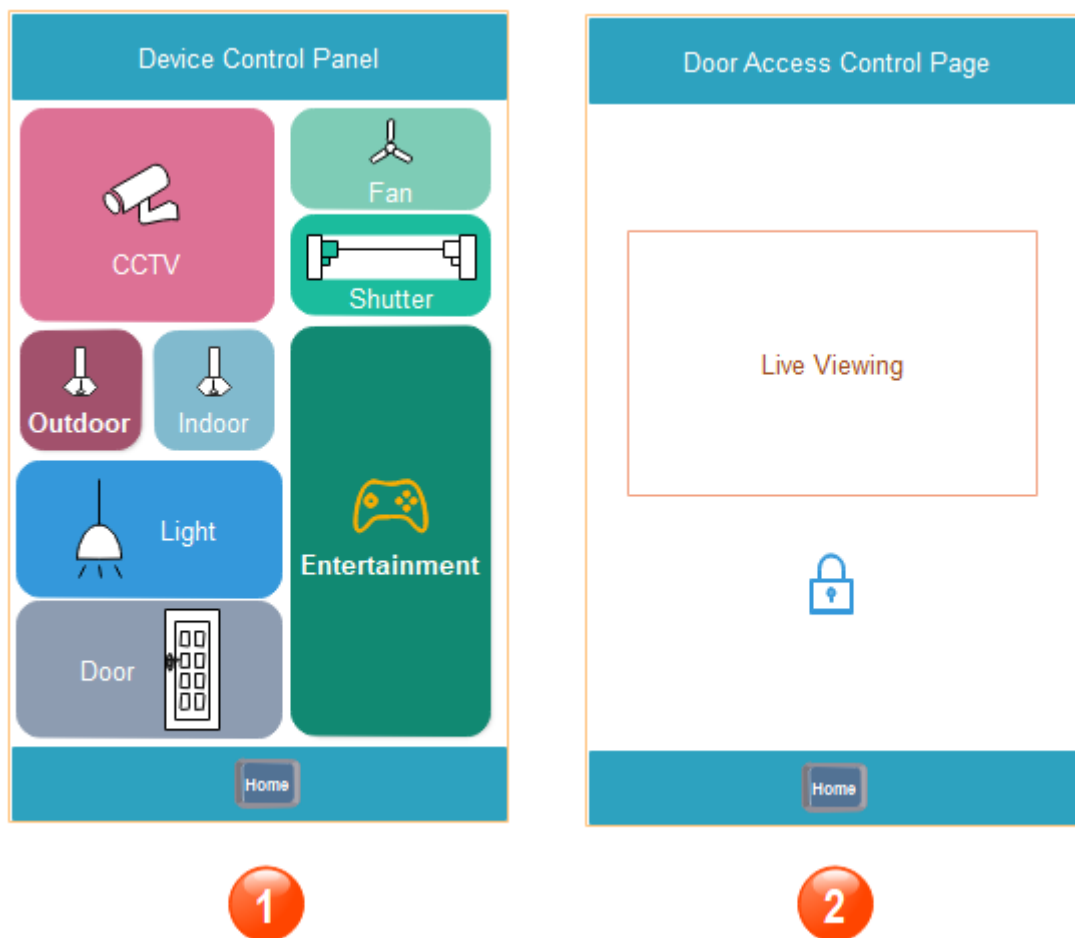 Device Control Panel
CCTV
Fan
Shutter
Outdoor
Indoor
Light
Entertainment
Door
Home
1
Door Access Control Page
Live Viewing
Home
2